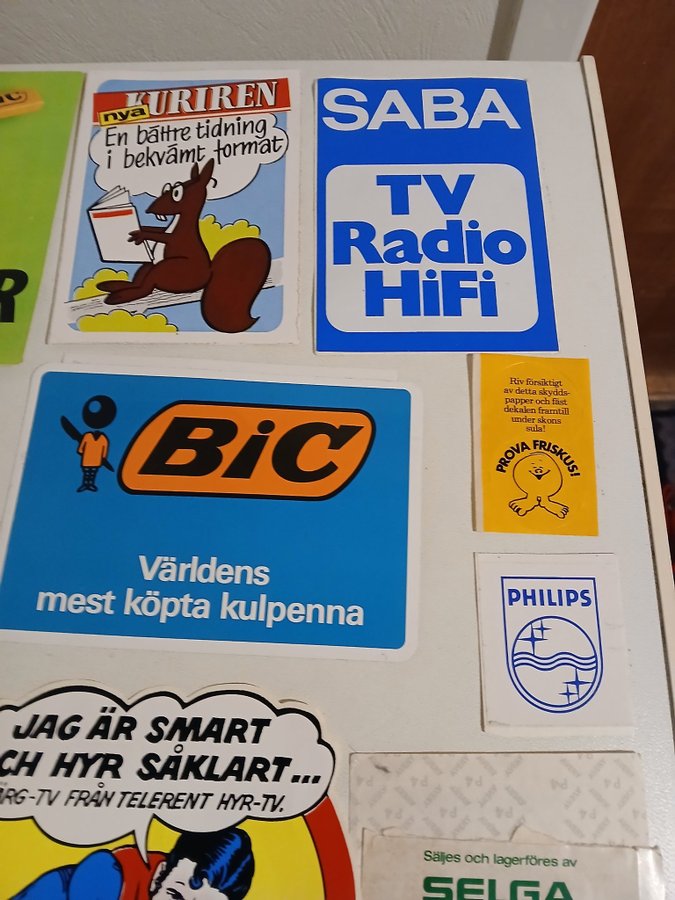 nya KURIREN
En bättre tidning
i bekvämt format
SABA
TV
Radio
HiFi
R
BiC
Världens
mest köpta kulpenna
Riv försiktigt
av detta skydds-
papper och fäst
dekalen framtill
under skons
sula!
PROVA FRISKUS!
PHILIPS
JAG ÄR SMART
CH HYR SÅKLART...
ÄRG-TV FRÅN TELERENT HYR-TV.
Säljes och lagerföres av
SELGA